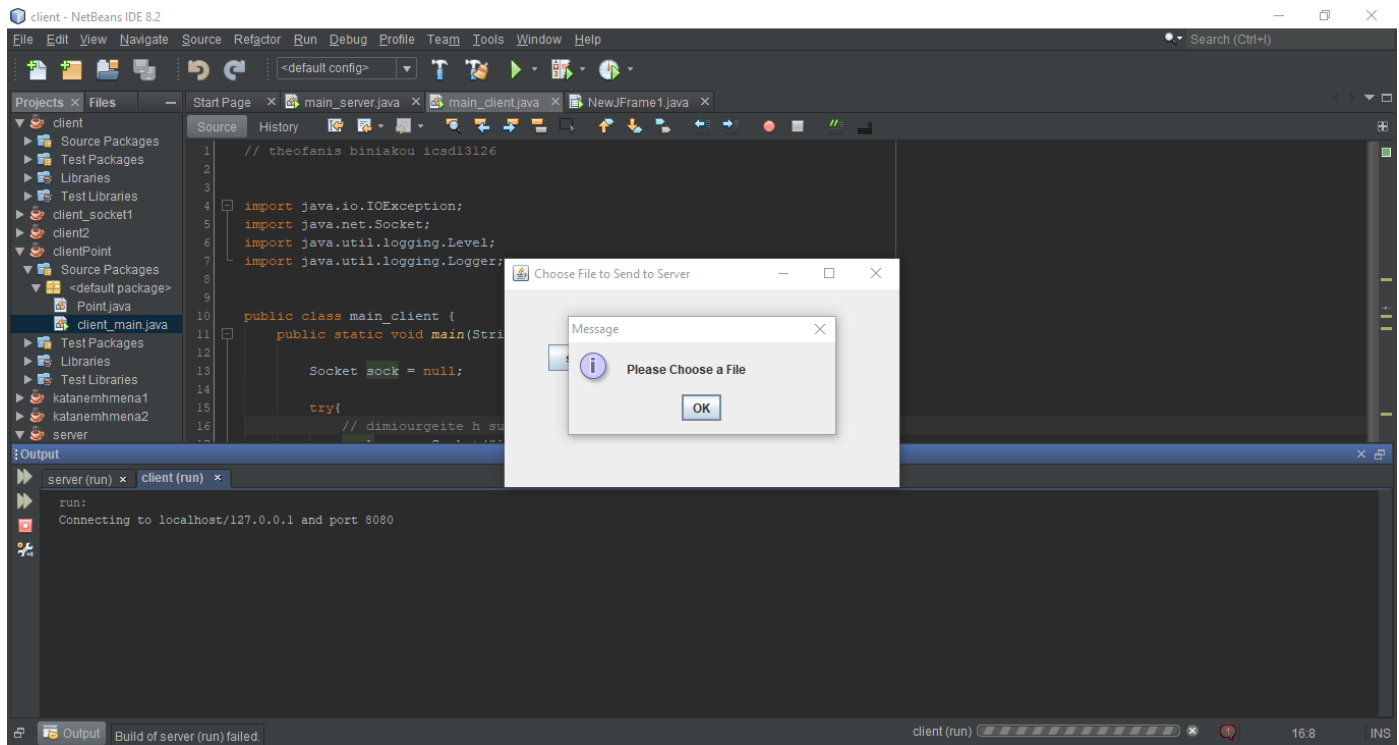 client - NetBeans IDE 8.2
File Edit View Navigate Source Refactor Run Debug Profile Team Tools Window Help
Search (Ctrl+I)
<default config>
Projects Files
Start Page main_server.java main_client.java NewJFrame1.java
Source History
client
Source Packages
Test Packages
Libraries
Test Libraries
client_socket1
client2
clientPoint
Source Packages
<default package>
Point.java
client_main.java
Test Packages
Libraries
Test Libraries
katanemhmena1
katanemhmena2
server
1 // theofanis biniakou icsd13126
2
3
4 import java.io.IOException;
5 import java.net.Socket;
6 import java.util.logging.Level;
7 import java.util.logging.Logger;
8
9
10 public class main_client {
11 public static void main(Stri
12
13 Socket sock = null;
14
15 try{
16 // dimiourgeite h su
Choose File to Send to Server
Message
Please Choose a File
OK
Output
server (run) client (run)
run:
Connecting to localhost/127.0.0.1 and port 8080
Output Build of server (run) failed.
client (run)
1
16:8
INS